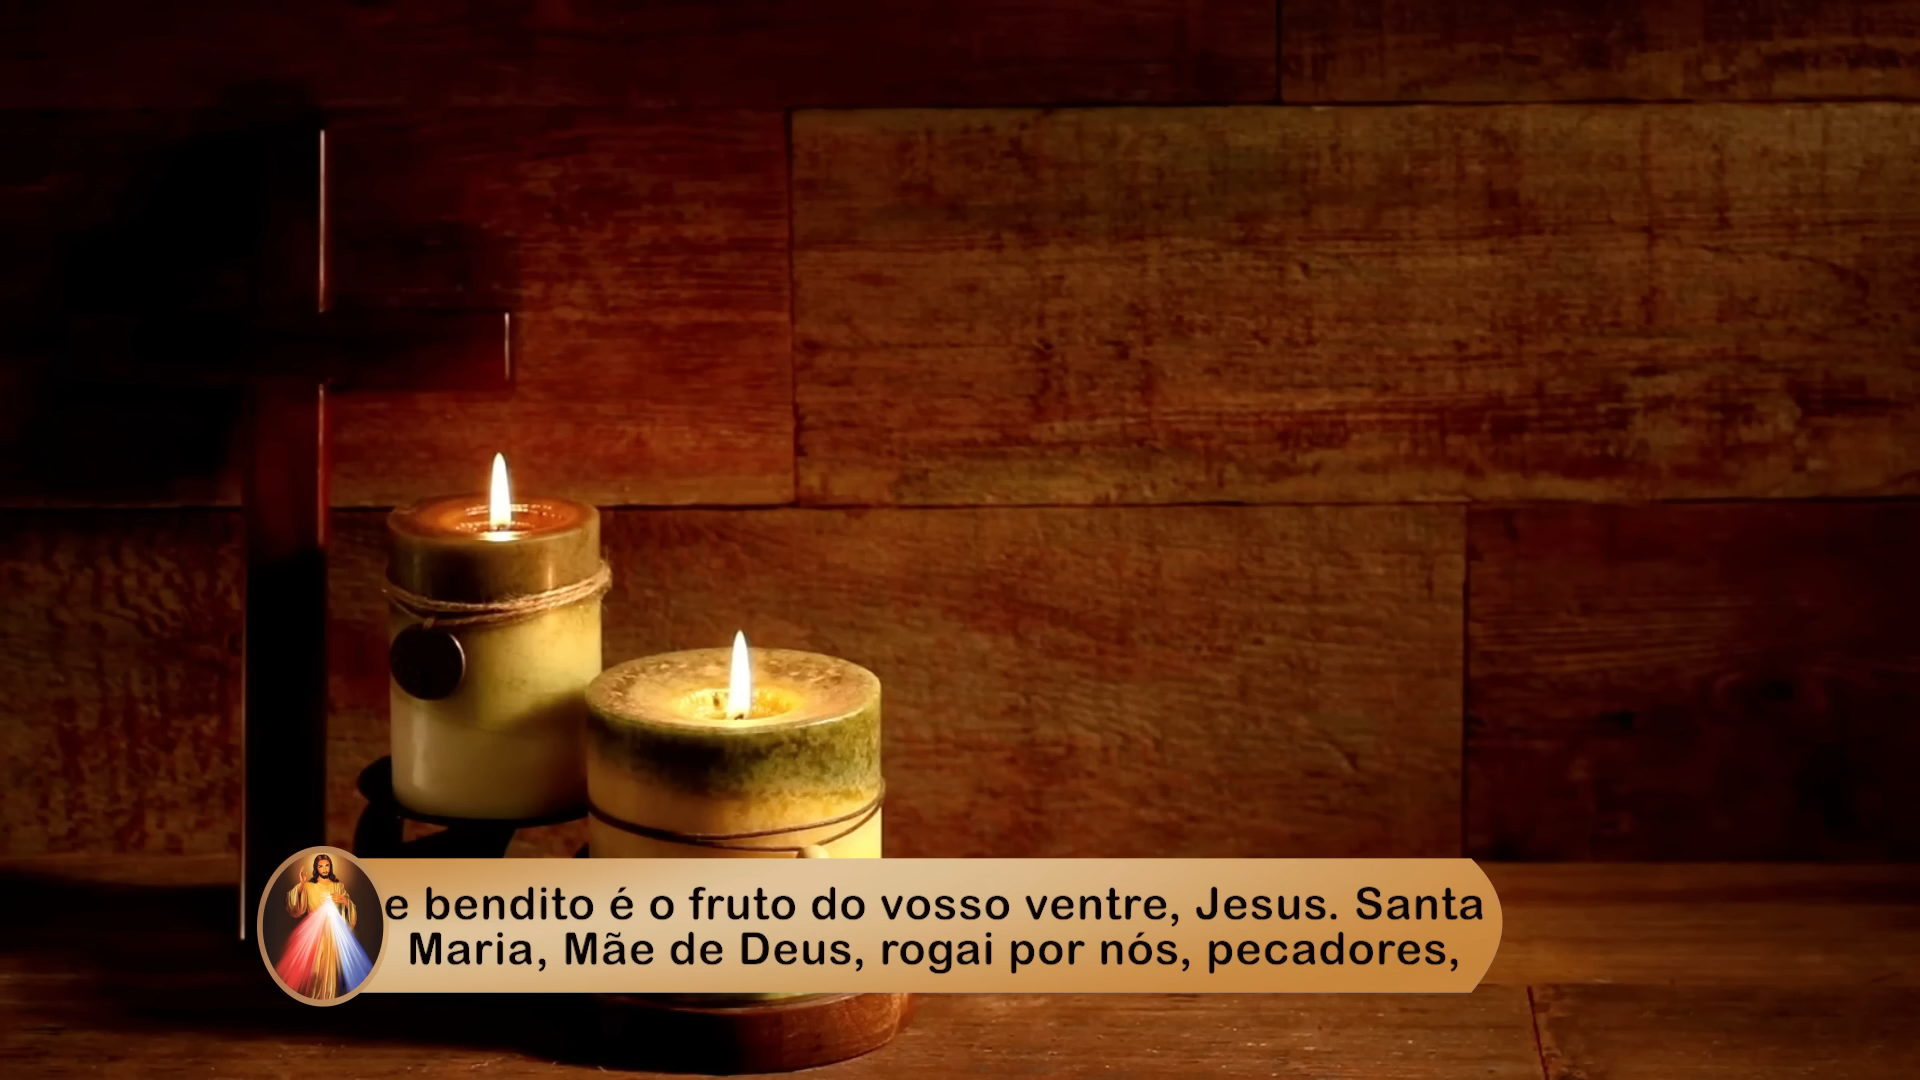 e bendito é o fruto do vosso ventre, Jesus. Santa
Maria, Mãe de Deus, rogai por nós, pecadores,